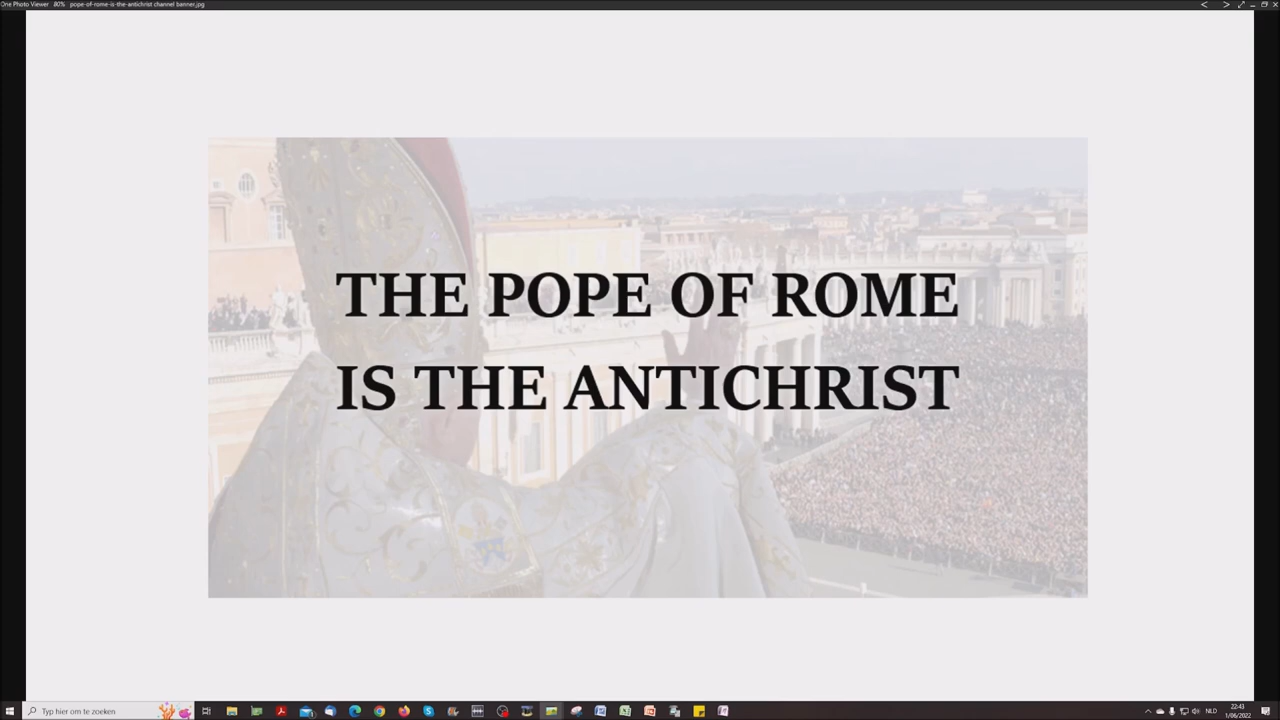 One Photo Viewer 80% pope-of-rome-is-the-antichrist channel banner.jpg
THE POPE OF ROME
IS THE ANTICHRIST
Typ hier om te zoeken
NLD
22:43
1/06/2022